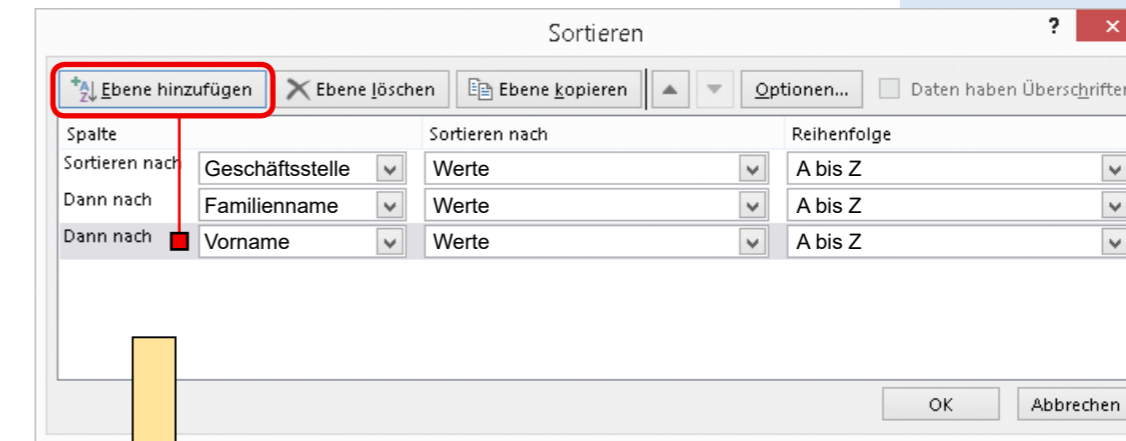 Sortieren
?
Ebene hinzufügen Ebene löschen Ebene kopieren Optionen... Daten haben Überschriften
Spalte Sortieren nach Reihenfolge
Sortieren nach Geschäftsstelle Werte A bis Z
Dann nach Familienname Werte A bis Z
Dann nach Vorname Werte A bis Z
OK Abbrechen